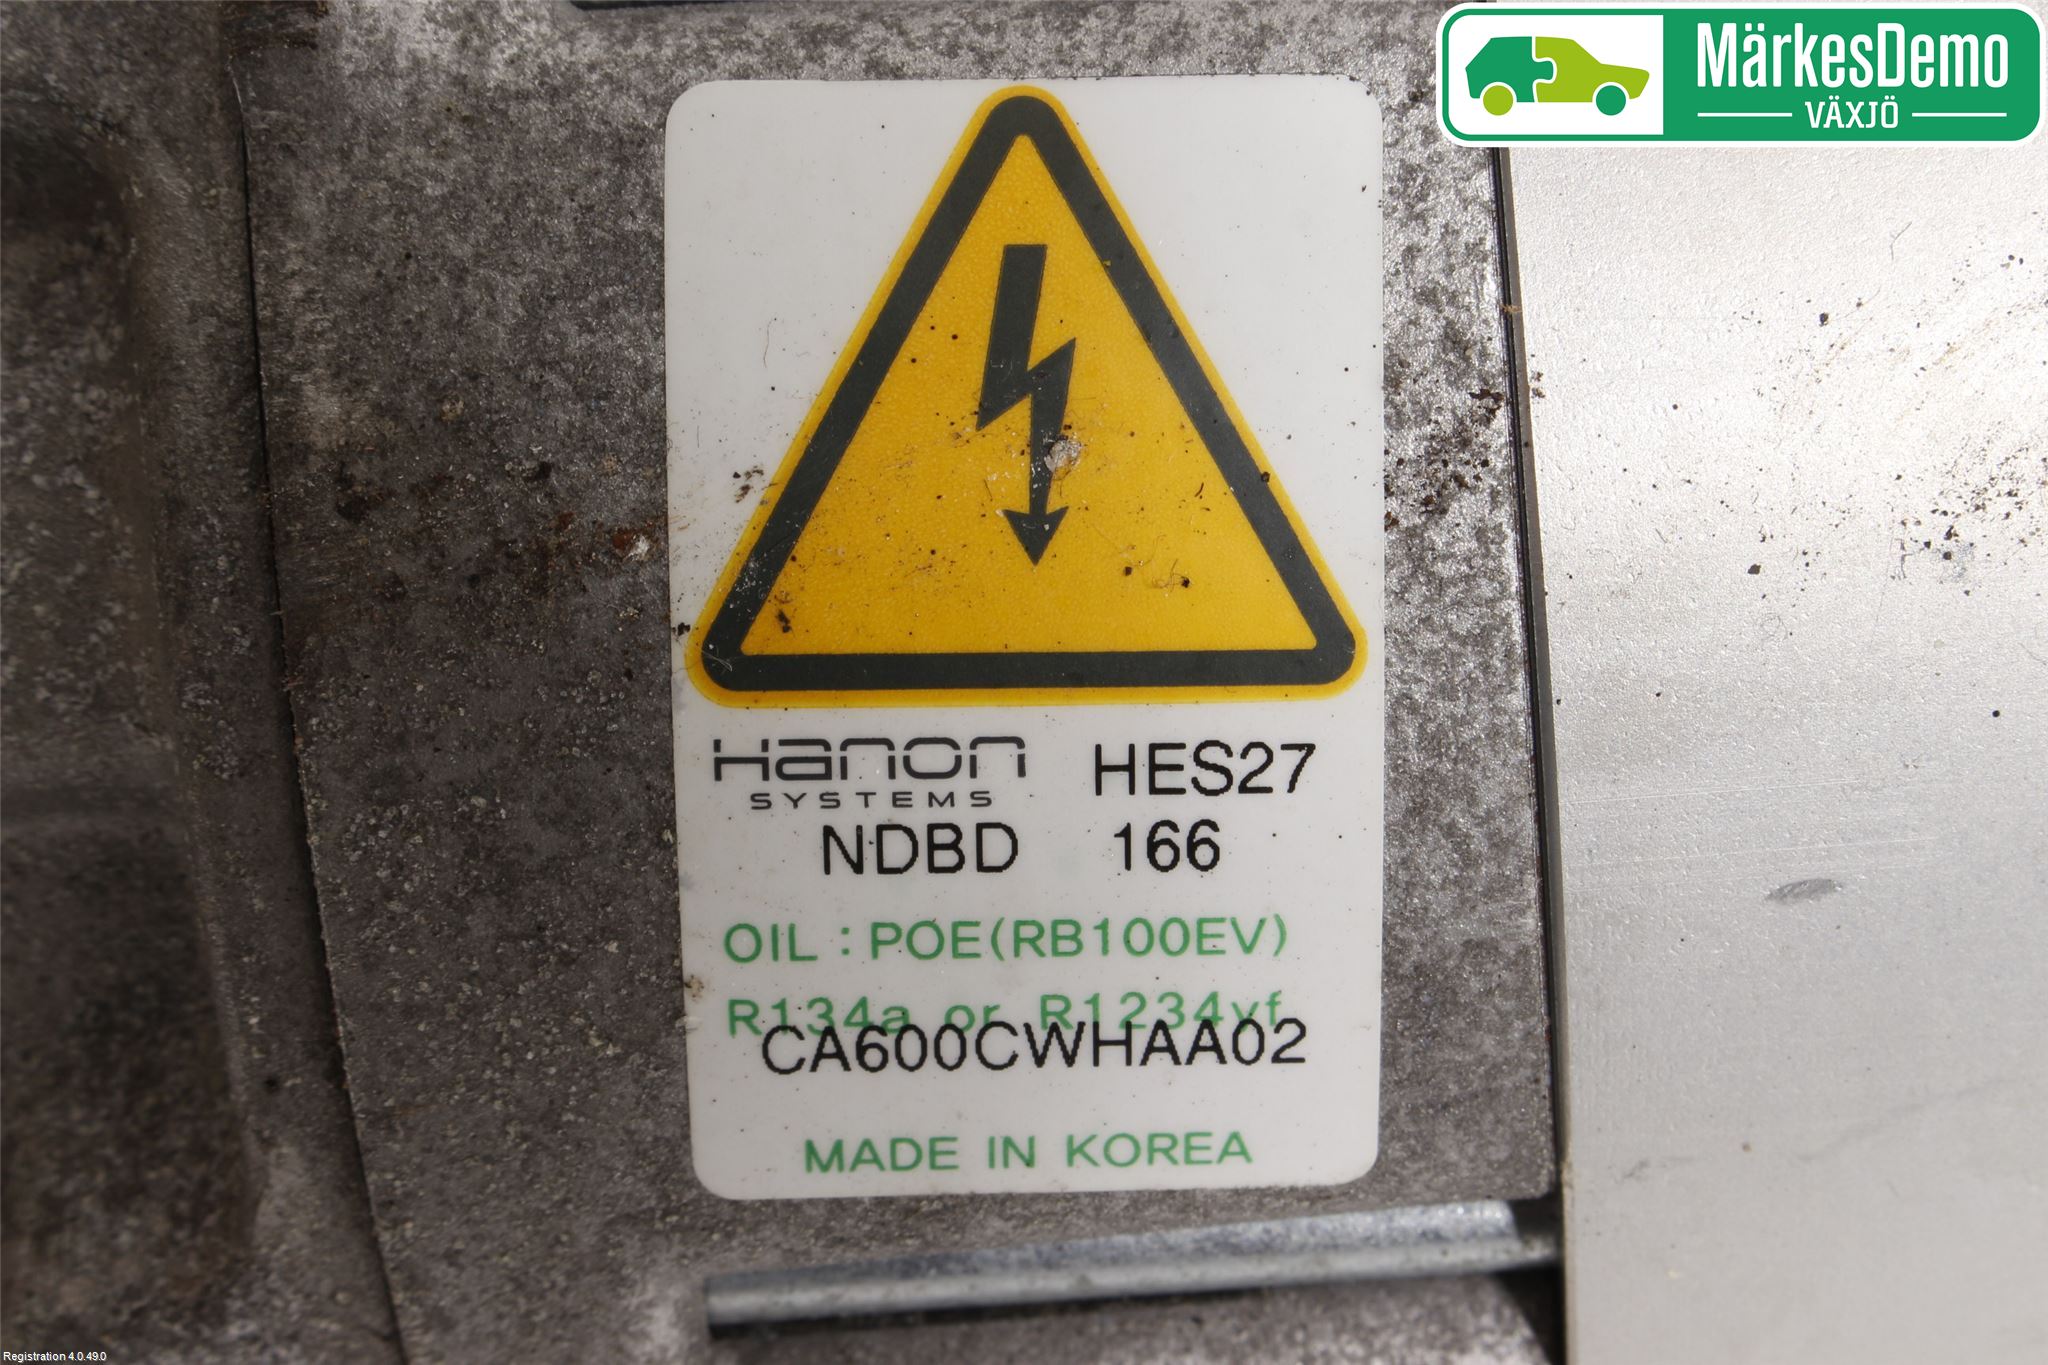 MärkesDemo
VÄXJÖ
Hanon HES27
SYSTEMS
NDBD 166
OIL : POE(RB100EV)
R134a or R1234yf
CA600CWHAA02
MADE IN KOREA
Registration 4.0.49.0